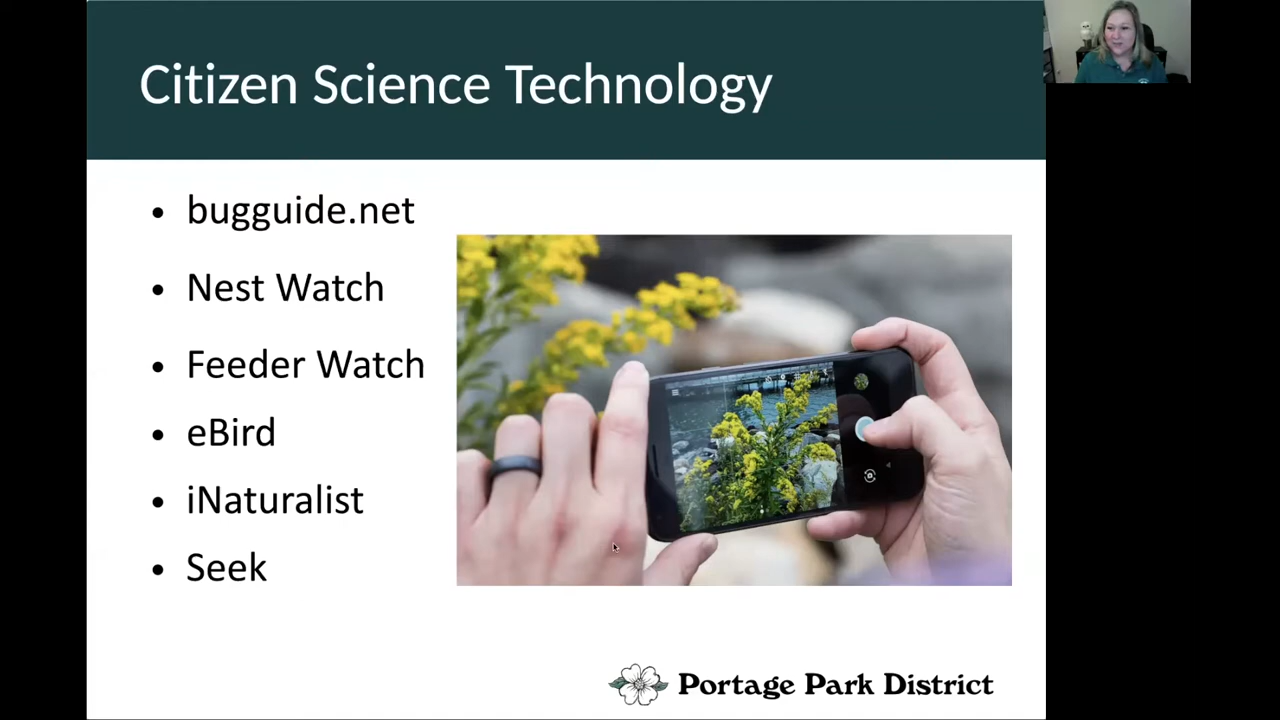 Citizen Science Technology
• bugguide.net
• Nest Watch
• Feeder Watch
• eBird
• iNaturalist
• Seek
Portage Park District